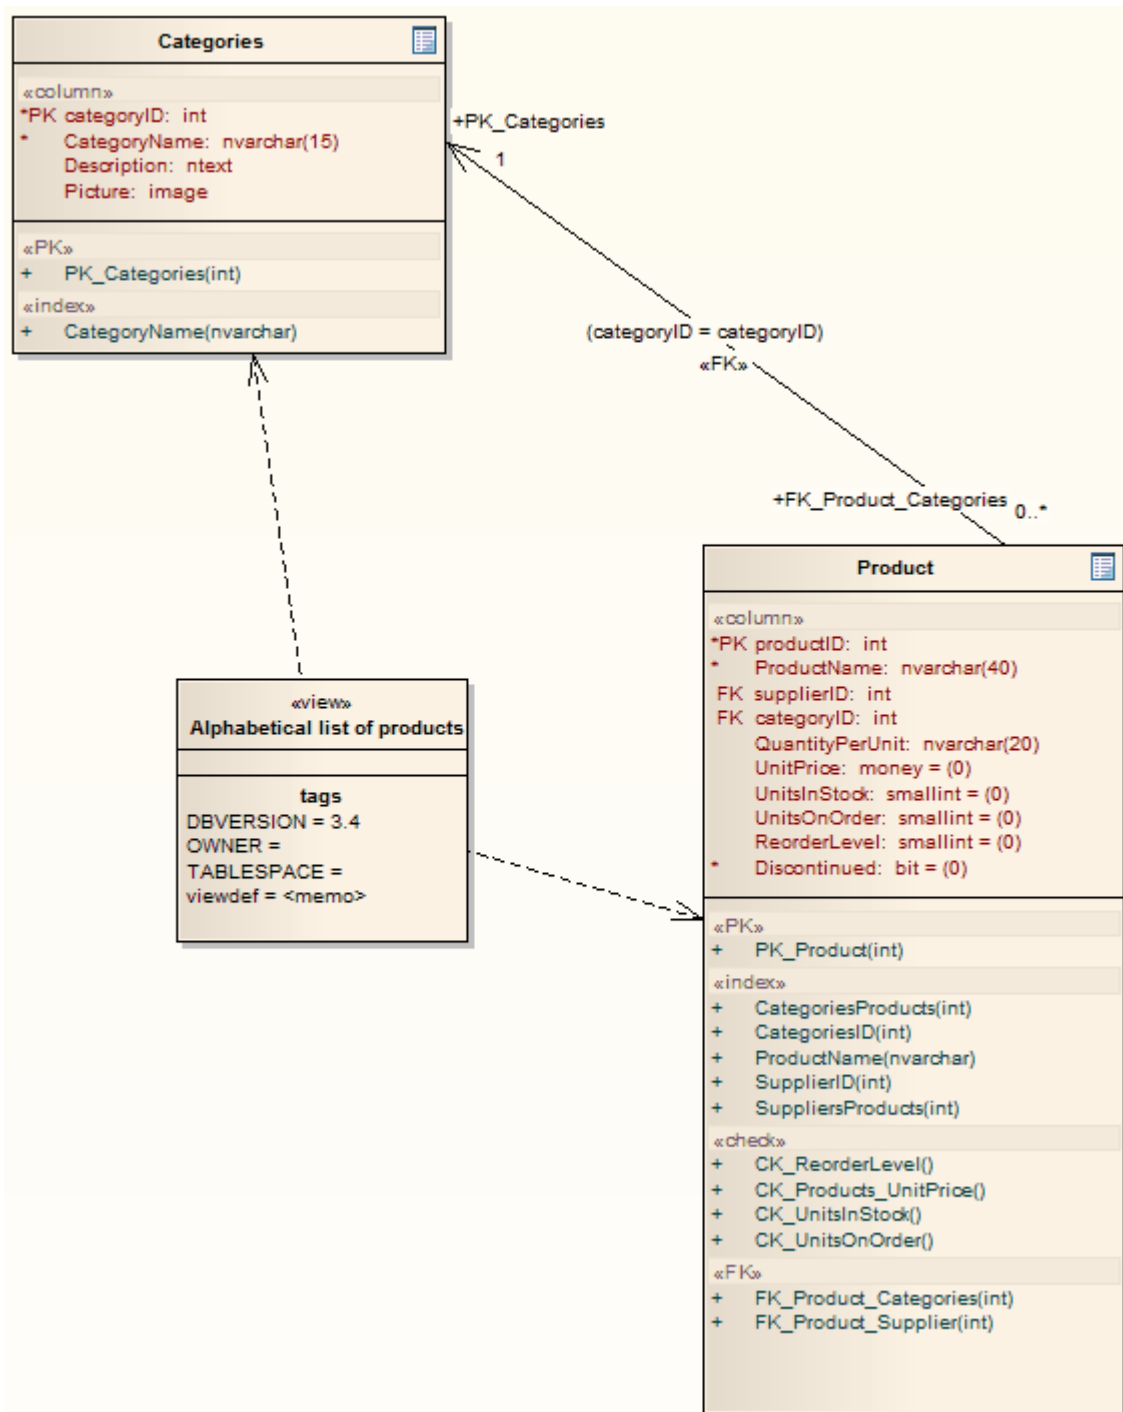 Categories
«column»
*PK categoryID: int
* CategoryName: nvarchar(15)
Description: ntext
Picture: image
«PK»
+ PK_Categories(int)
«index»
+ CategoryName(nvarchar)
+PK_Categories
1
(categoryID = categoryID)
«FK»
+FK_Product_Categories
0..*
«view»
Alphabetical list of products
tags
DBVERSION = 3.4
OWNER =
TABLESPACE =
viewdef = <memo>
Product
«column»
*PK productID: int
* ProductName: nvarchar(40)
FK supplierID: int
FK categoryID: int
QuantityPerUnit: nvarchar(20)
UnitPrice: money = (0)
UnitsInStock: smallint = (0)
UnitsOnOrder: smallint = (0)
ReorderLevel: smallint = (0)
* Discontinued: bit = (0)
«PK»
+ PK_Product(int)
«index»
+ CategoriesProducts(int)
+ CategoriesID(int)
+ ProductName(nvarchar)
+ SupplierID(int)
+ SuppliersProducts(int)
«check»
+ CK_ReorderLevel()
+ CK_Products_UnitPrice()
+ CK_UnitsInStock()
+ CK_UnitsOnOrder()
«FK»
+ FK_Product_Categories(int)
+ FK_Product_Supplier(int)